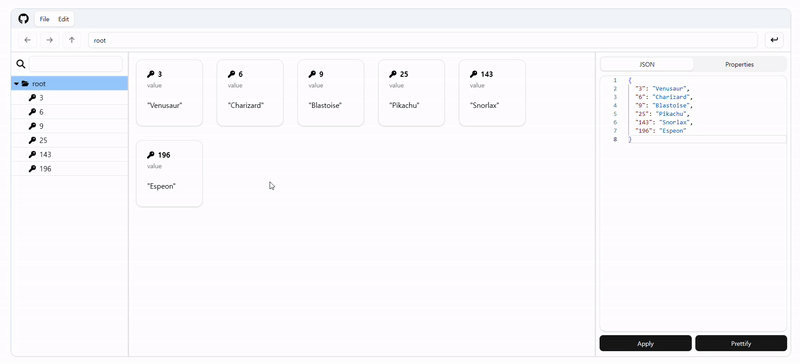 File Edit
root
root
3
6
9
25
143
196
3
value
"Venusaur"
6
value
"Charizard"
9
value
"Blastoise"
25
value
"Pikachu"
143
value
"Snorlax"
196
value
"Espeon"
JSON Properties
1 {
2 "3": "Venusaur",
3 "6": "Charizard",
4 "9": "Blastoise",
5 "25": "Pikachu",
6 "143": "Snorlax",
7 "196": "Espeon"
8 }
Apply Prettify